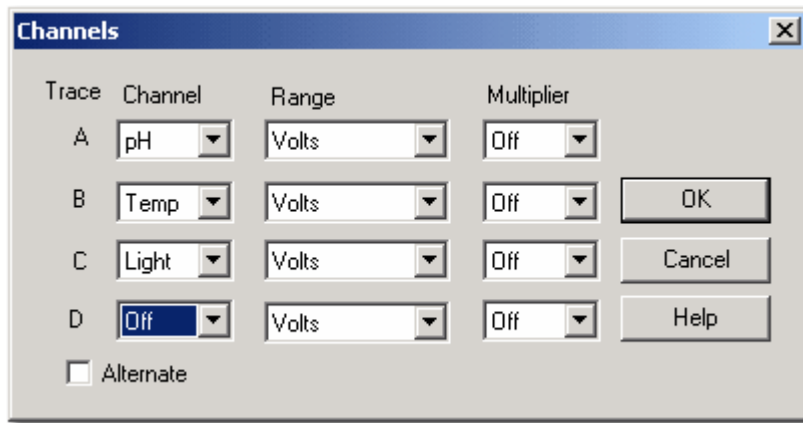 Channels
Trace Channel Range Multiplier
A pH Volts Off
B Temp Volts Off OK
C Light Volts Off Cancel
D Off Volts Off Help
Alternate